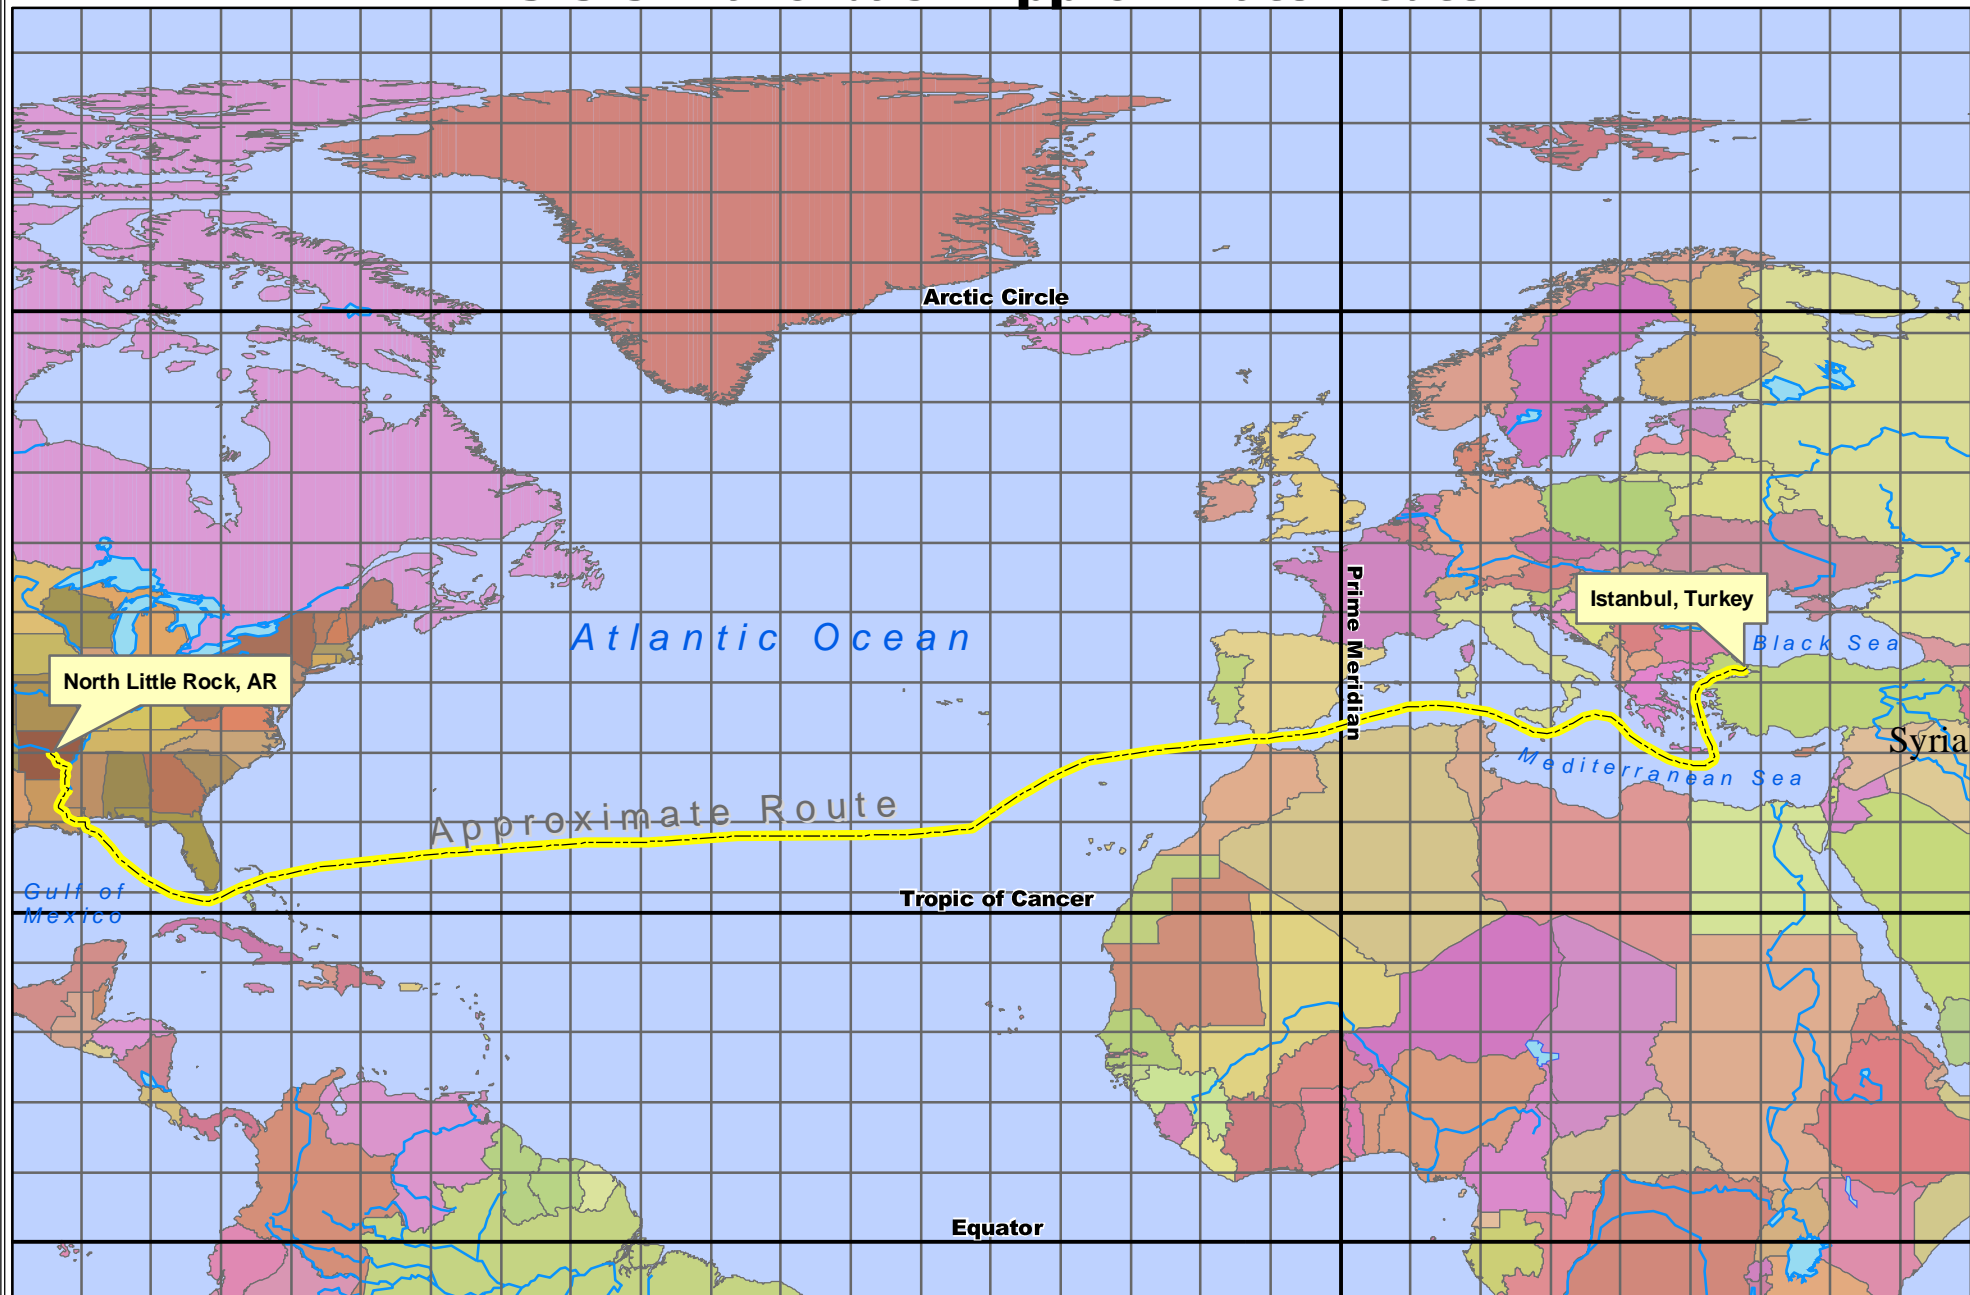 Arctic Circle
Prime Meridian
Istanbul, Turkey
Atlantic Ocean
Black Sea
North Little Rock, AR
Syria
Mediterranean Sea
Approximate Route
Gulf of
Mexico
Tropic of Cancer
Equator